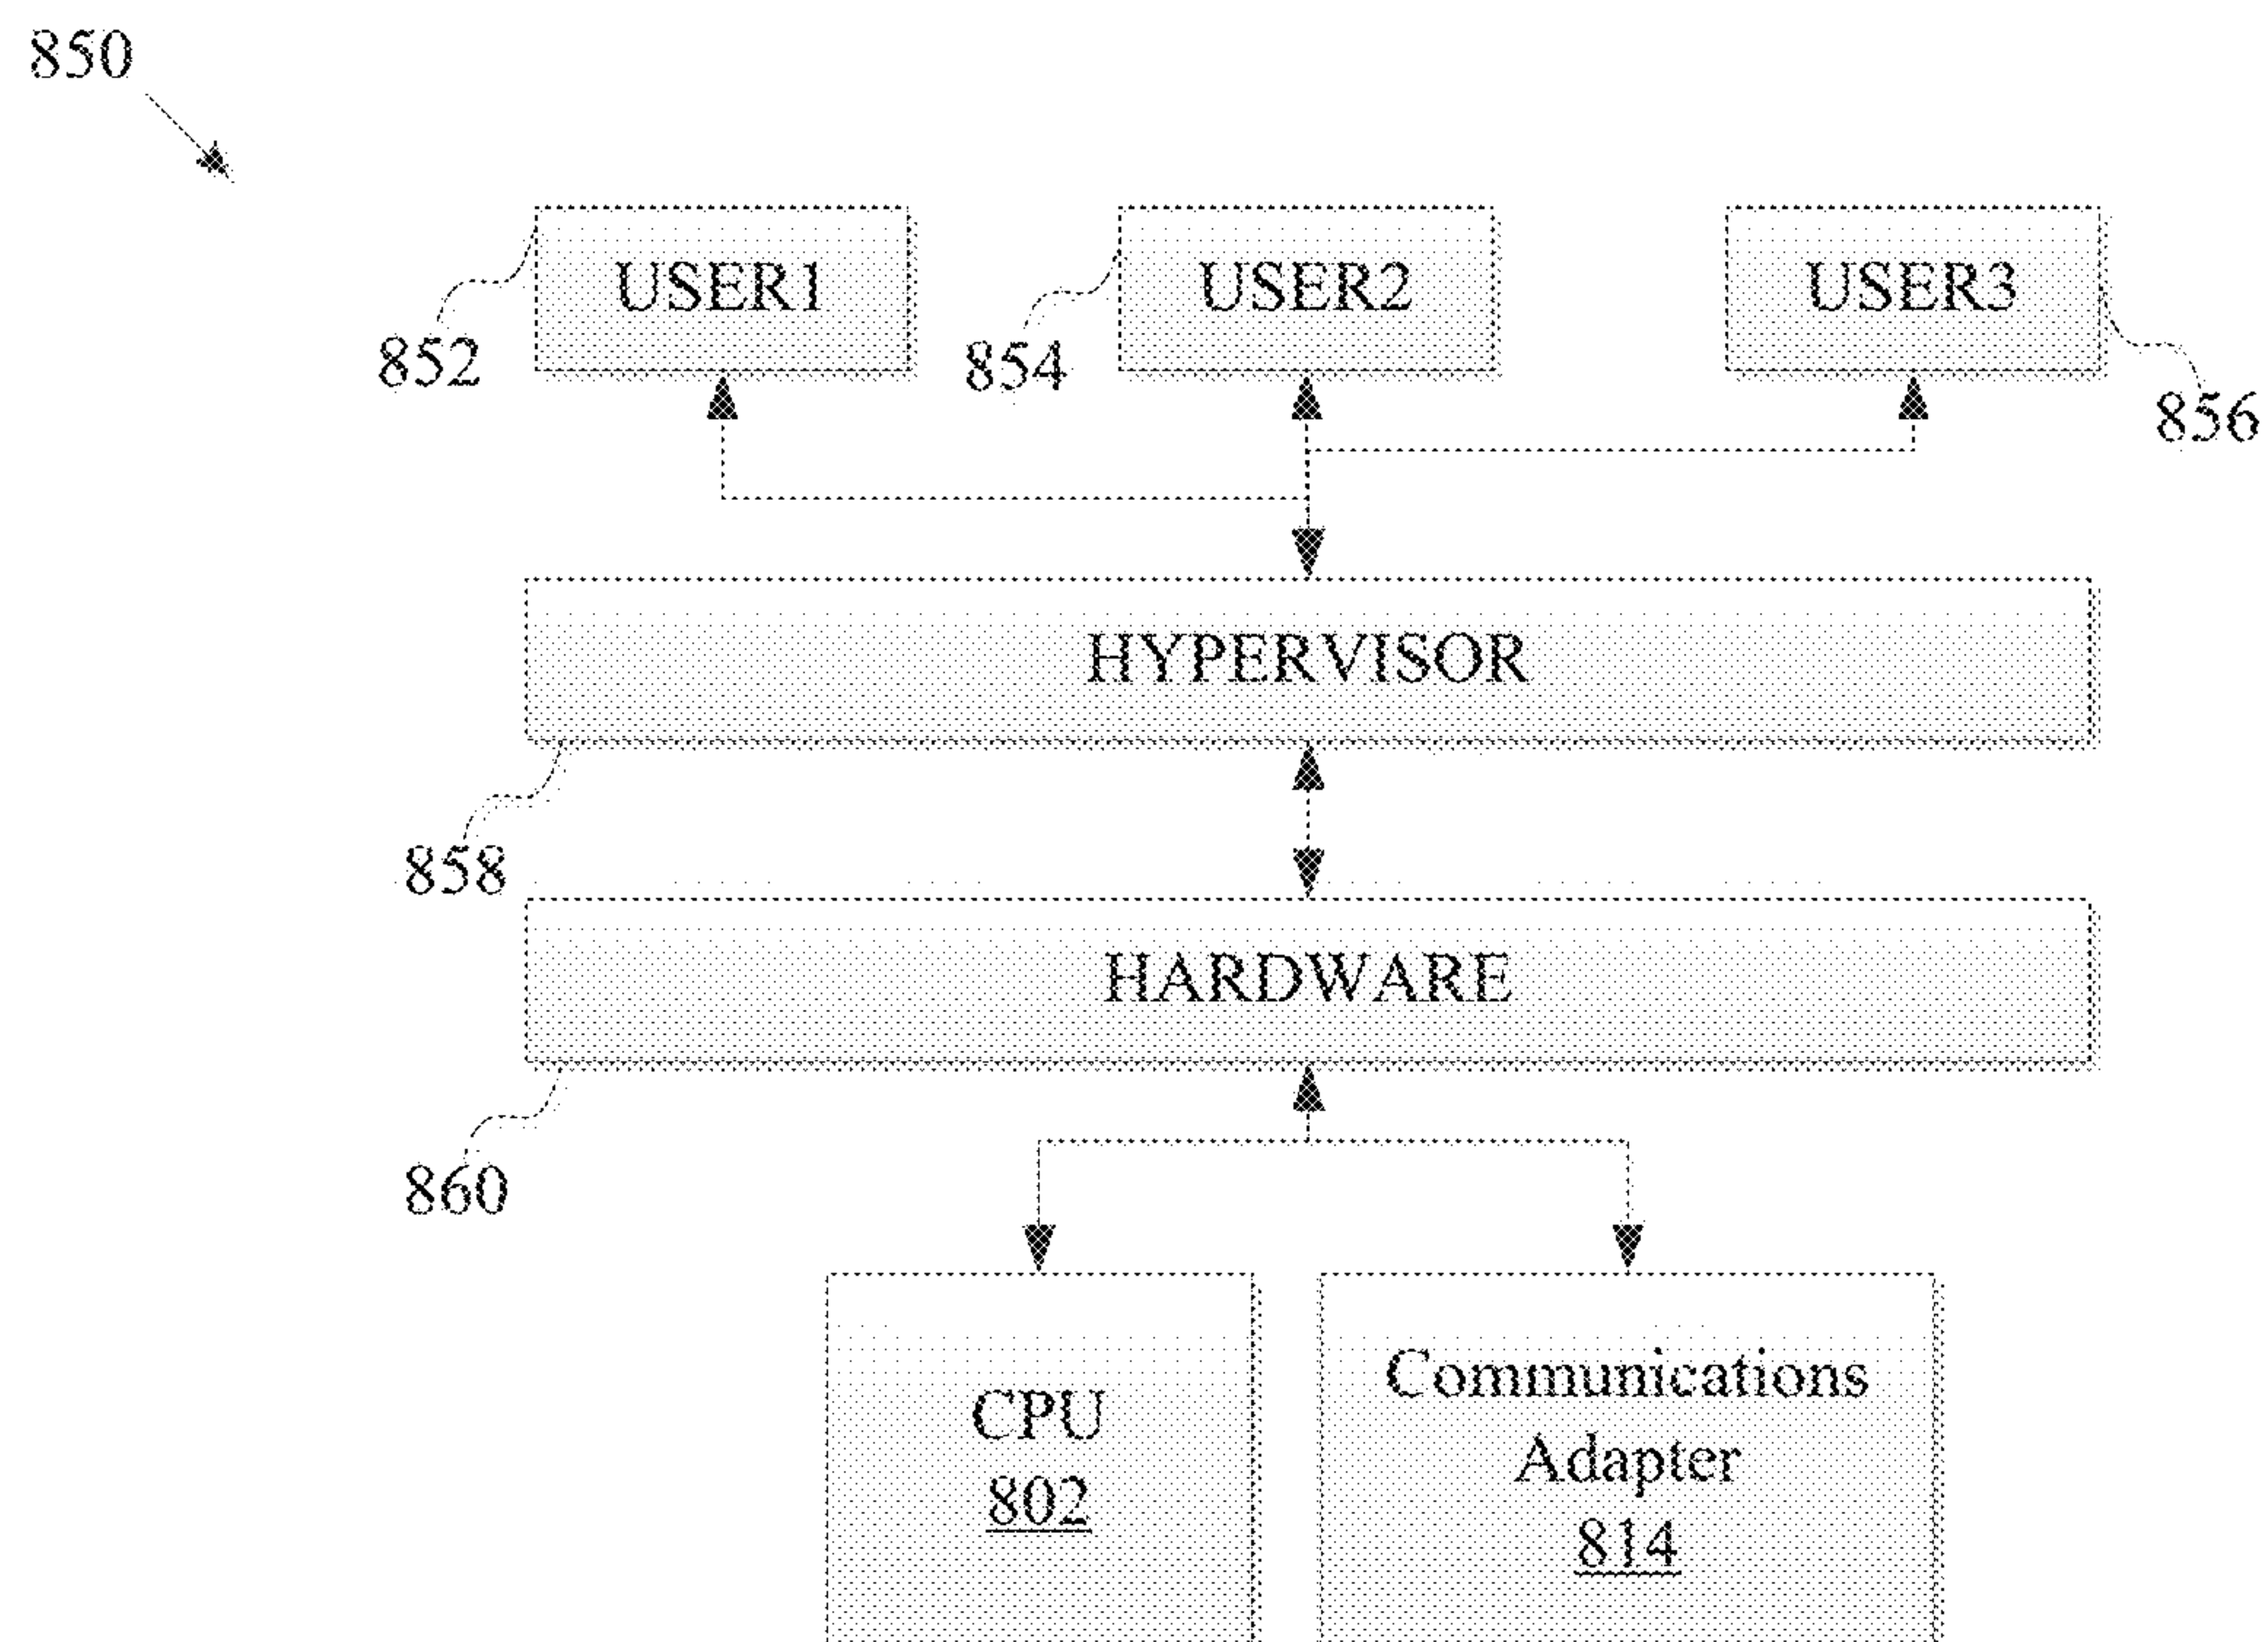 850
USER1
USER2
USER3
852
854
856
HYPERVISOR
858
HARDWARE
860
CPU
802
Communications
Adapter
814